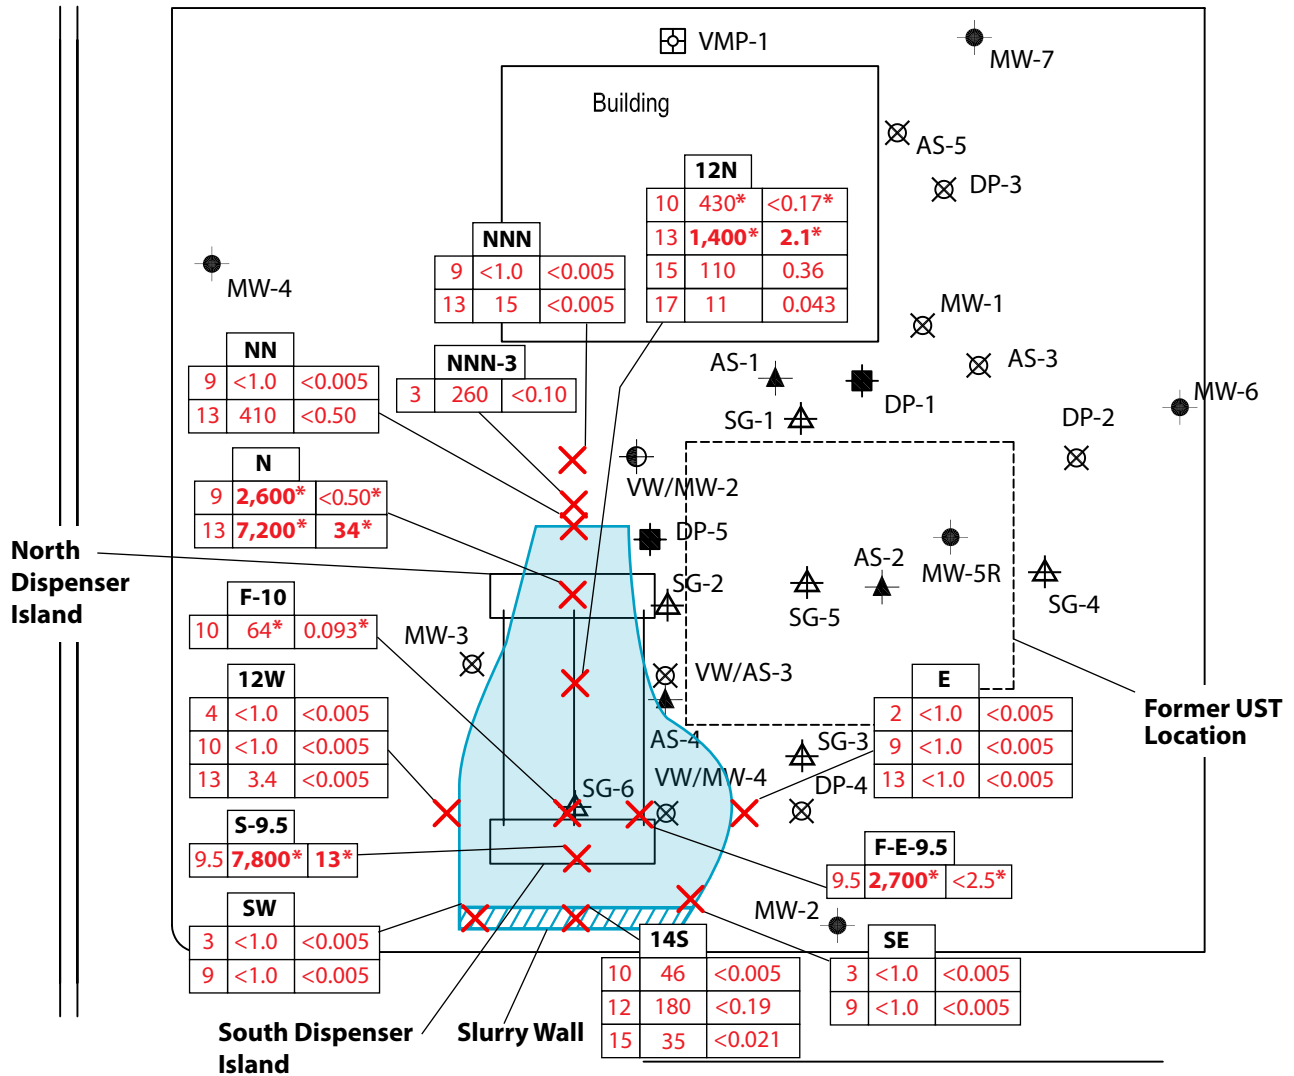 VMP-1
MW-7
Building
AS-5
12N
DP-3
10 430* <0.17*
13 1,400* 2.1*
15 110 0.36
17 11 0.043
NNN
9 <1.0 <0.005
13 15 <0.005
MW-4
MW-1
NN
9 <1.0 <0.005
13 410 <0.50
NNN-3
3 260 <0.10
AS-1
AS-3
DP-1
MW-6
SG-1
DP-2
N
9 2,600* <0.50*
13 7,200* 34*
VW/MW-2
DP-5
North
Dispenser
Island
AS-2
MW-5R
SG-2
SG-5
SG-4
F-10
10 64* 0.093*
MW-3
12W
4 <1.0 <0.005
10 <1.0 <0.005
13 3.4 <0.005
VW/AS-3
E
2 <1.0 <0.005
9 <1.0 <0.005
13 <1.0 <0.005
Former UST
Location
AS-4
SG-3
VW/MW-4
SG-6
DP-4
S-9.5
9.5 7,800* 13*
F-E-9.5
9.5 2,700* <2.5*
SW
3 <1.0 <0.005
9 <1.0 <0.005
MW-2
14S
10 46 <0.005
12 180 <0.19
15 35 <0.021
SE
3 <1.0 <0.005
9 <1.0 <0.005
South Dispenser
Island
Slurry Wall